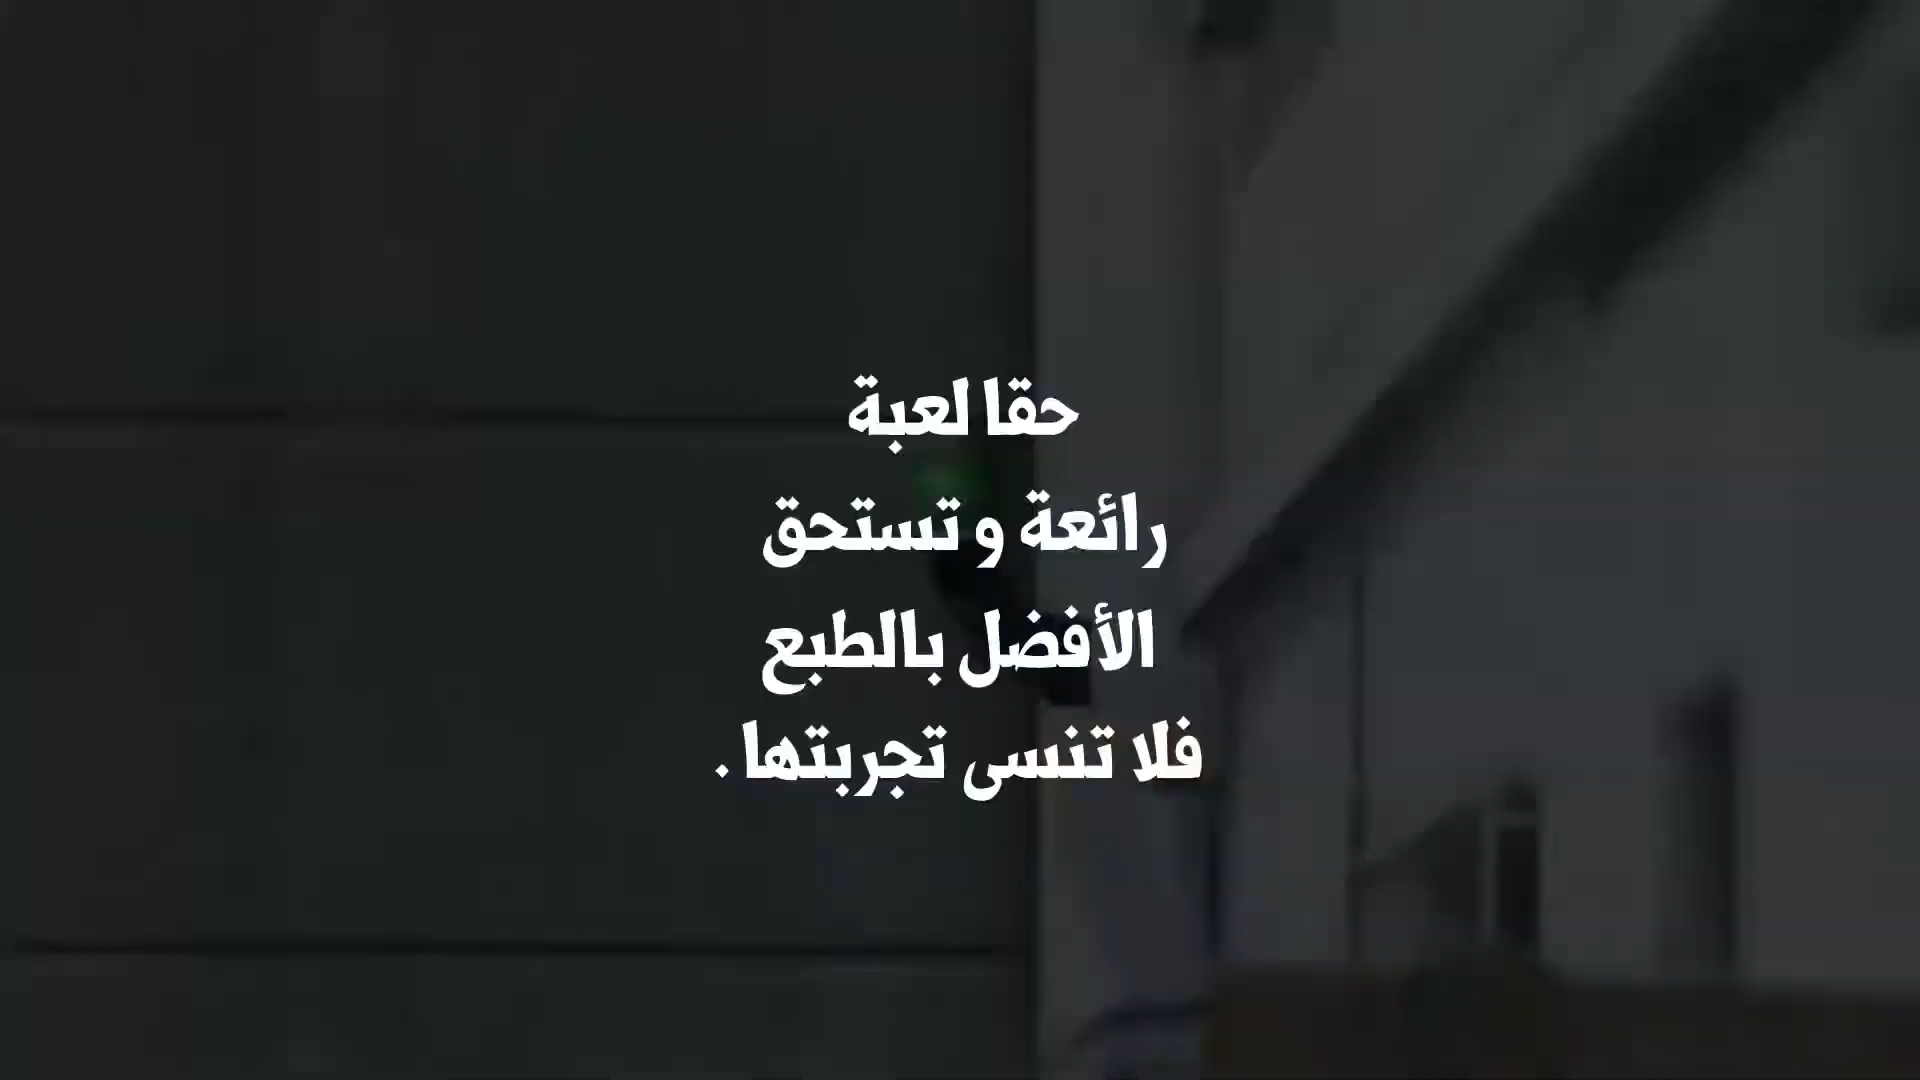 حقا لعبة
رائعة و تستحق
الأفضل بالطبع
فلا تنسى تجربتها .